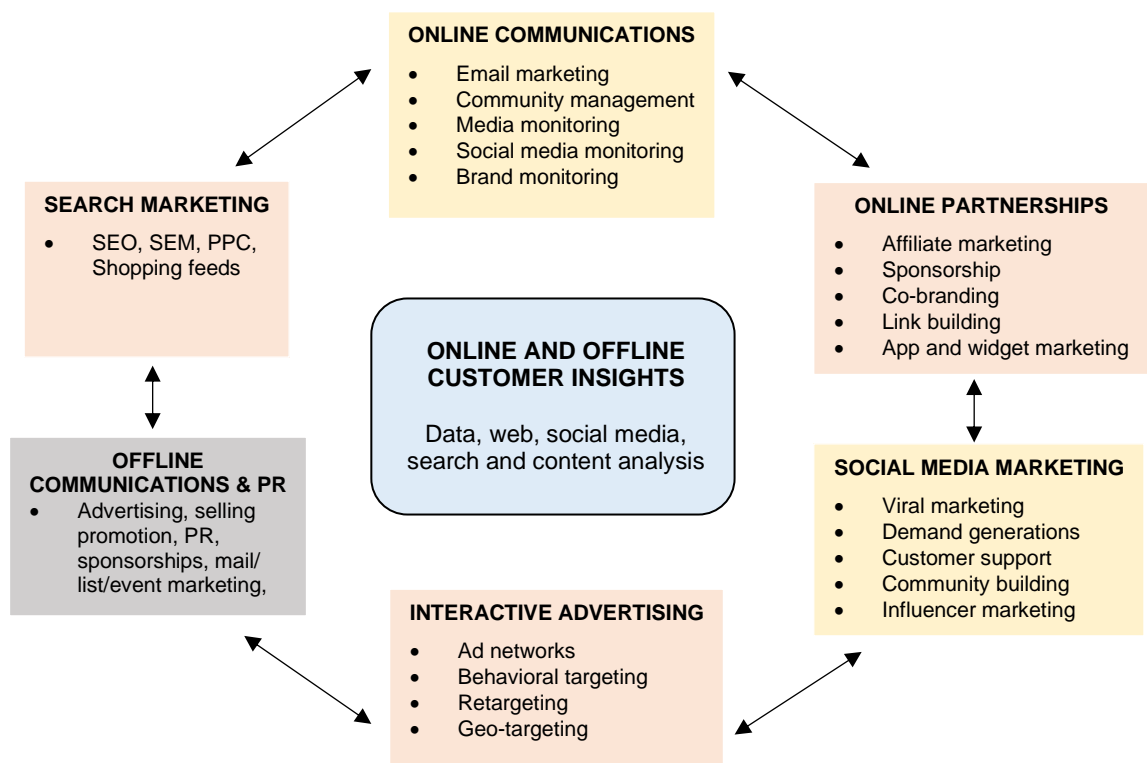 ONLINE COMMUNICATIONS
• Email marketing
• Community management
• Media monitoring
• Social media monitoring
• Brand monitoring
SEARCH MARKETING
• SEO, SEM, PPC,
Shopping feeds
ONLINE PARTNERSHIPS
• Affiliate marketing
• Sponsorship
• Co-branding
• Link building
• App and widget marketing
ONLINE AND OFFLINE
CUSTOMER INSIGHTS
Data, web, social media,
search and content analysis
OFFLINE
COMMUNICATIONS & PR
• Advertising, selling
promotion, PR,
sponsorships, mail/
list/event marketing,
SOCIAL MEDIA MARKETING
• Viral marketing
• Demand generations
• Customer support
• Community building
• Influencer marketing
INTERACTIVE ADVERTISING
• Ad networks
• Behavioral targeting
• Retargeting
• Geo-targeting